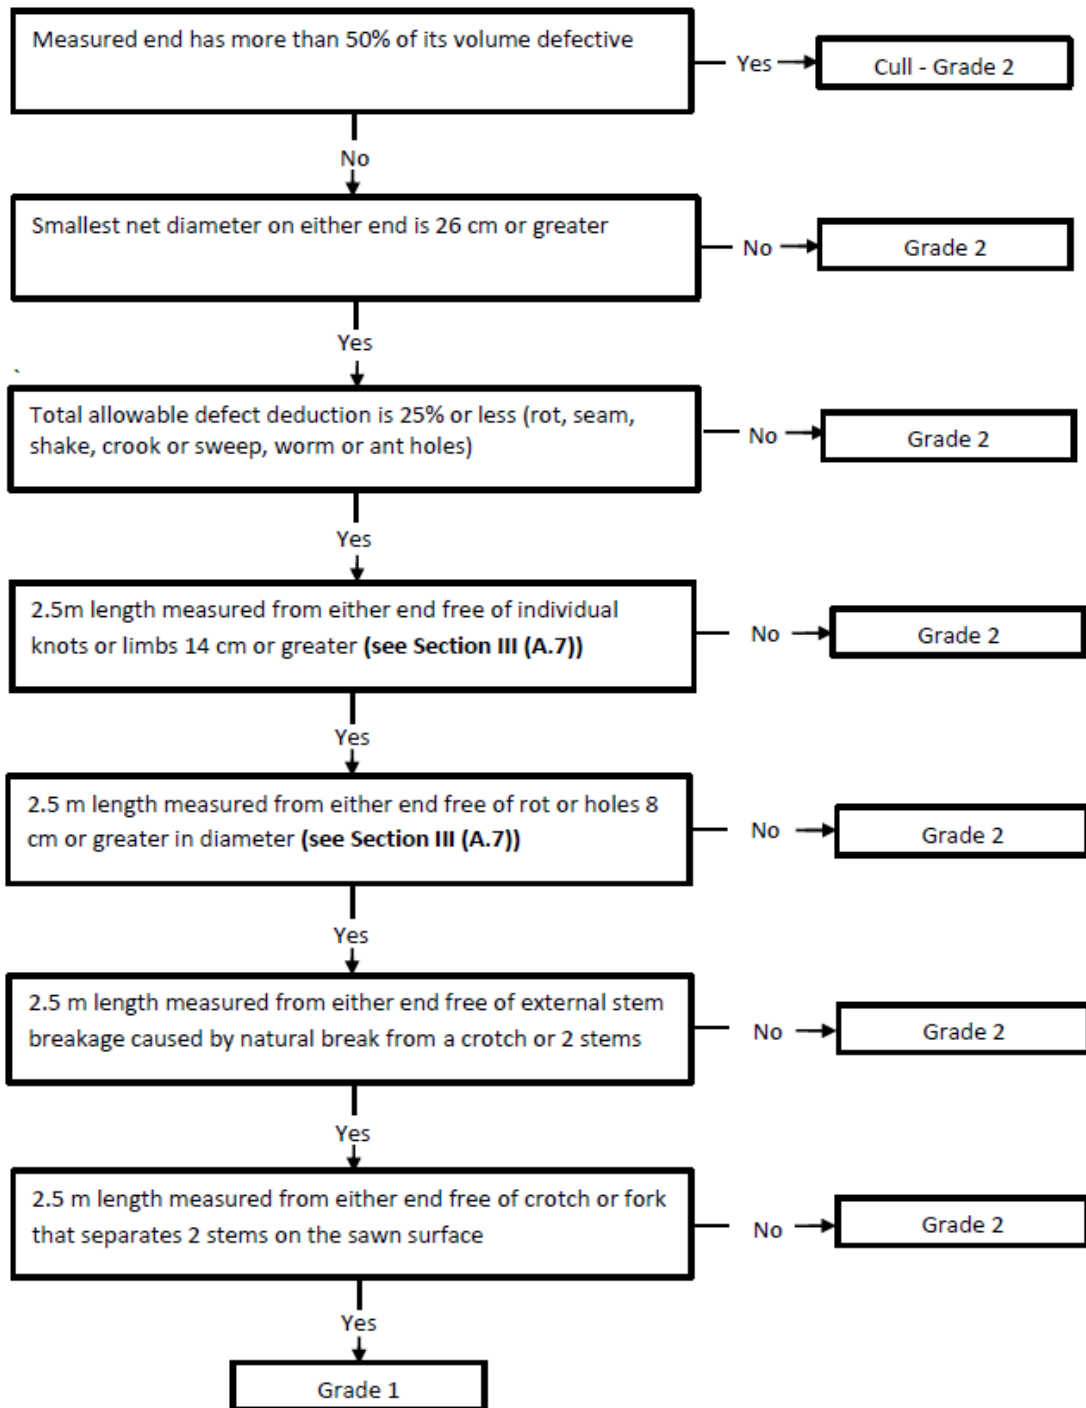 Measured end has more than 50% of its volume defective
Yes
Cull - Grade 2
No
Smallest net diameter on either end is 26 cm or greater
No
Grade 2
Yes
`
Total allowable defect deduction is 25% or less (rot, seam,
shake, crook or sweep, worm or ant holes)
No
Grade 2
Yes
2.5m length measured from either end free of individual
knots or limbs 14 cm or greater (see Section III (A.7))
No
Grade 2
Yes
2.5 m length measured from either end free of rot or holes 8
cm or greater in diameter (see Section III (A.7))
No
Grade 2
Yes
2.5 m length measured from either end free of external stem
breakage caused by natural break from a crotch or 2 stems
No
Grade 2
Yes
2.5 m length measured from either end free of crotch or fork
that separates 2 stems on the sawn surface
No
Grade 2
Yes
Grade 1